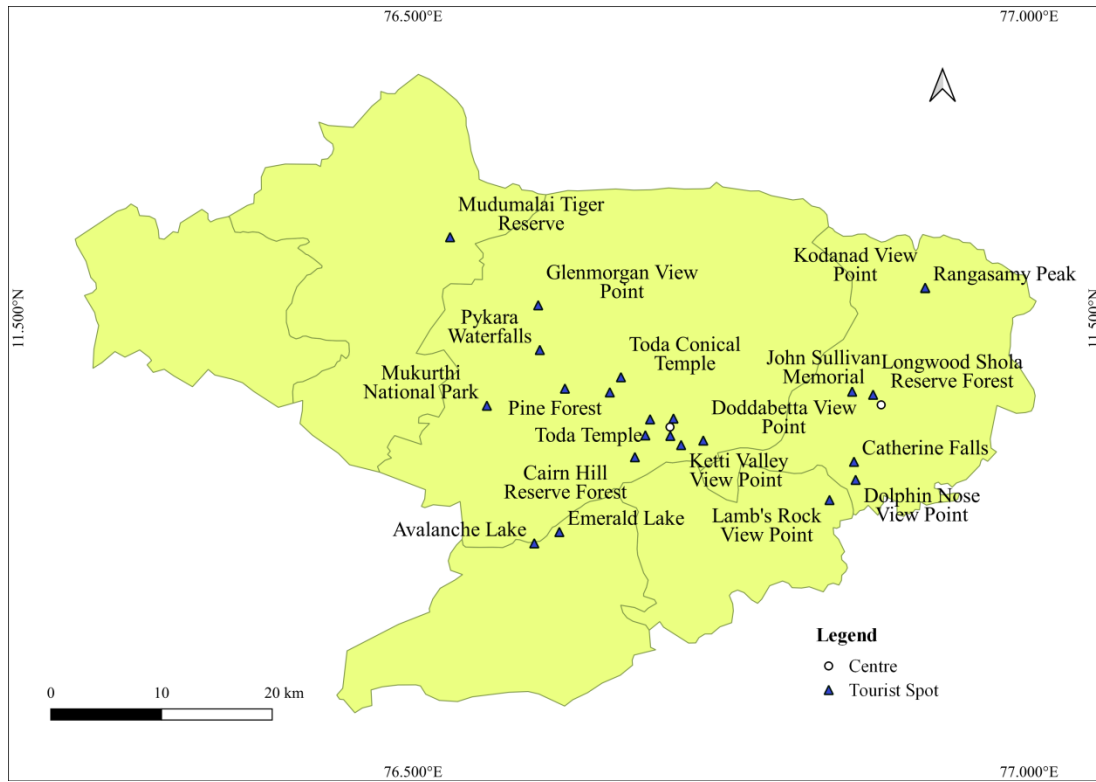 76.500°E
77.000°E
Mudumalai Tiger
Reserve
Kodanad View
Point
Rangasamy Peak
Glenmorgan View
Point
11.500°N
11.500°N
Pykara
Waterfalls
Toda Conical
Temple
John Sullivan
Memorial
Longwood Shola
Reserve Forest
Mukurthi
National Park
Pine Forest
Doddabetta View
Point
Toda Temple
Catherine Falls
Ketti Valley
View Point
Cairn Hill
Reserve Forest
Dolphin Nose
View Point
Lamb's Rock
View Point
Avalanche Lake
Emerald Lake
Legend
Centre
Tourist Spot
0 10 20 km
76.500°E
77.000°E